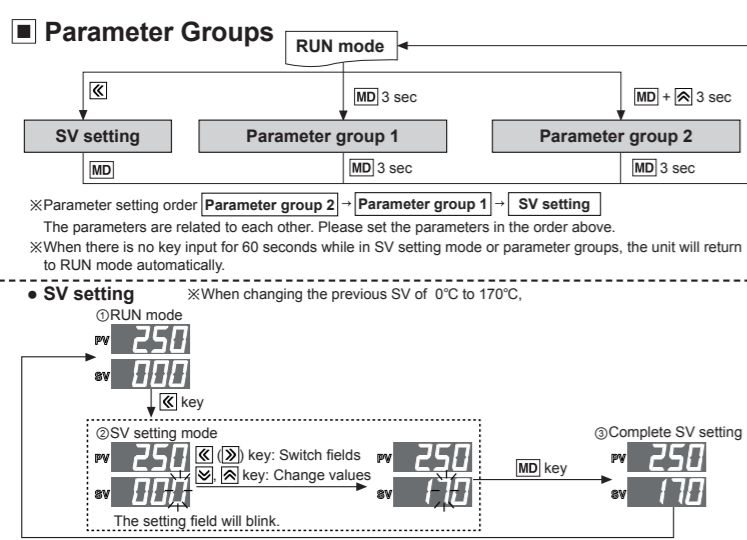 ■ Parameter Groups
RUN mode
≪
MD 3 sec
MD + ︽ 3 sec
SV setting
Parameter group 1
Parameter group 2
MD
MD 3 sec
MD 3 sec
※Parameter setting order Parameter group 2 → Parameter group 1 → SV setting
The parameters are related to each other. Please set the parameters in the order above.
※When there is no key input for 60 seconds while in SV setting mode or parameter groups, the unit will return
to RUN mode automatically.
● SV setting ※When changing the previous SV of 0℃ to 170℃,
①RUN mode
PV 250
SV 000
≪ key
②SV setting mode
PV 250
SV 000
≪ (≫) key: Switch fields
︾, ︽ key: Change values
PV 250
SV 170
The setting field will blink.
MD key
③Complete SV setting
PV 250
SV 170